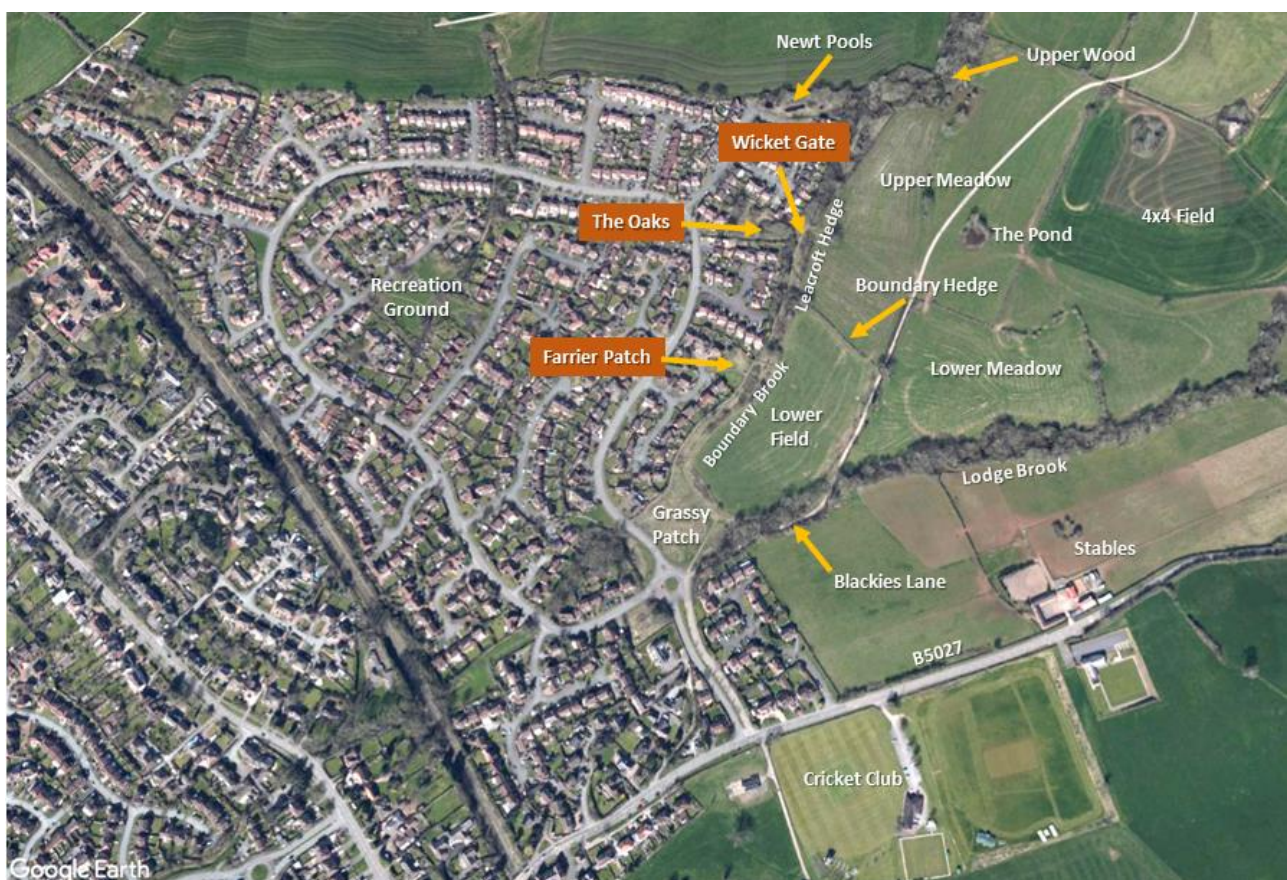 Newt Pools
Upper Wood
Wicket Gate
Upper Meadow
The Oaks
Leacroft Hedge
4x4 Field
The Pond
Recreation
Ground
Boundary Hedge
Farrier Patch
Lower Meadow
Boundary Brook
Lower
Field
Lodge Brook
Grassy
Patch
Stables
Blackies Lane
B5027
Cricket Club
Google Earth